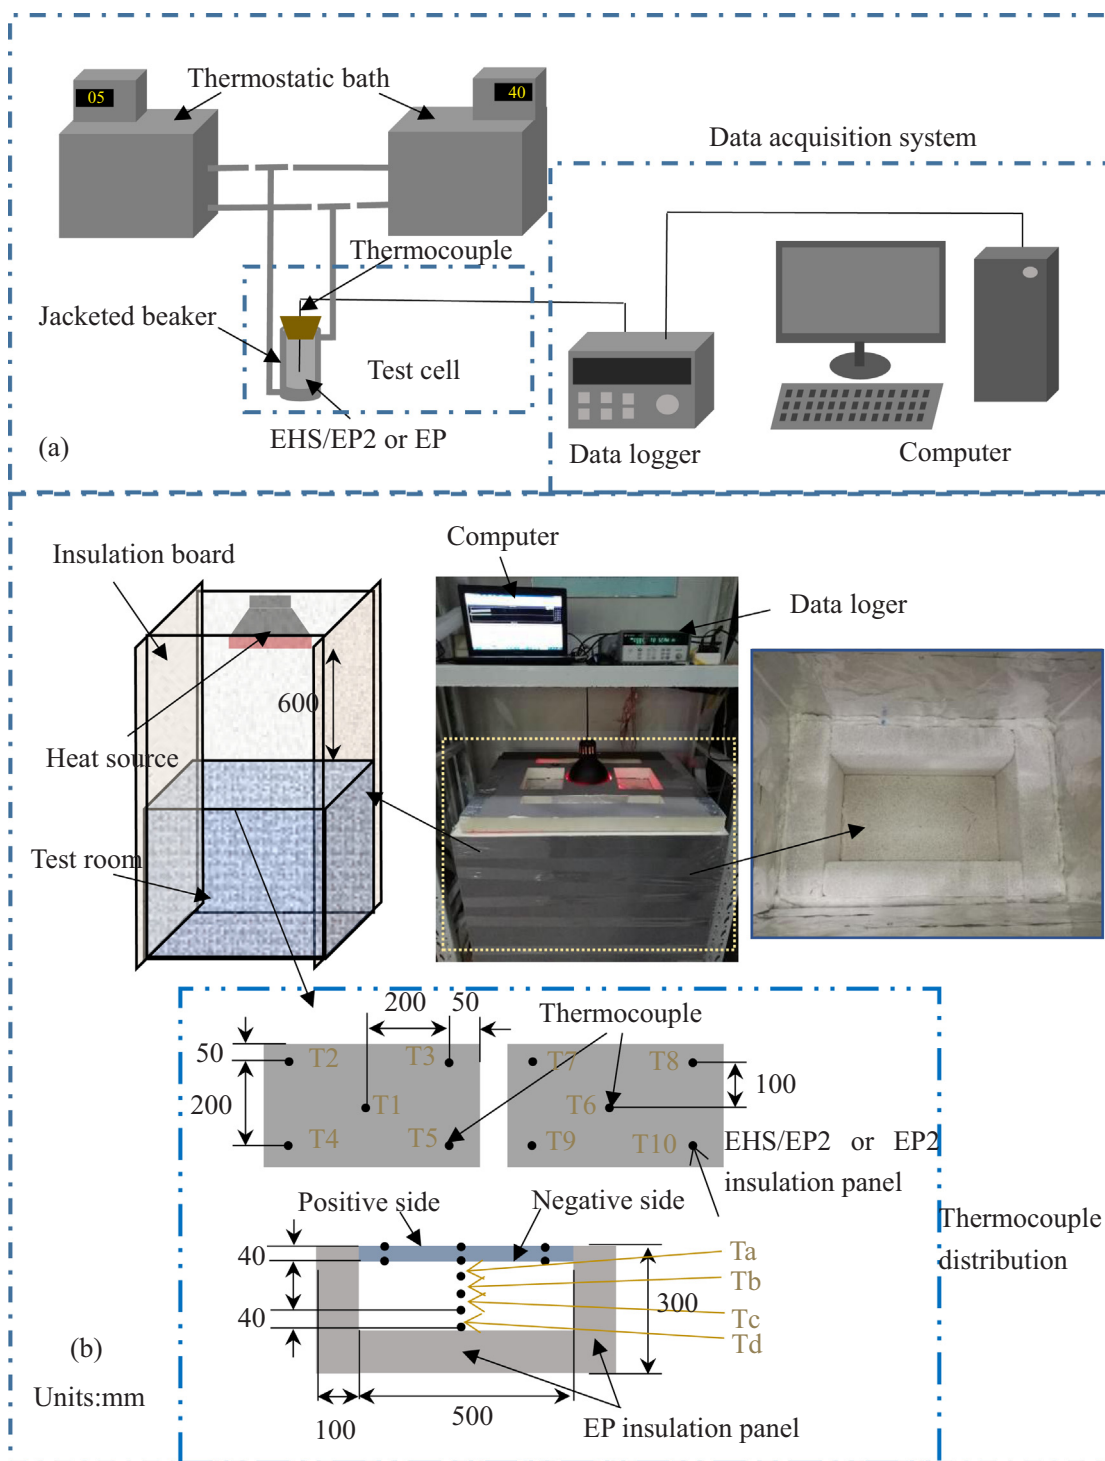 05
Thermostatic bath
40
Data acquisition system
Thermocouple
Jacketed beaker
Test cell
EHS/EP2 or EP
(a)
Data logger
Computer
Insulation board
Computer
Data loger
600
Heat source
Test room
200
50
Thermocouple
50
T2
T3
T7
T8
200
T1
T6
100
T4
T5
T9
T10
EHS/EP2 or EP2
insulation panel
Positive side
Negative side
Thermocouple
distribution
40
Ta
Tb
300
40
Tc
Td
(b)
Units:mm
100
500
EP insulation panel